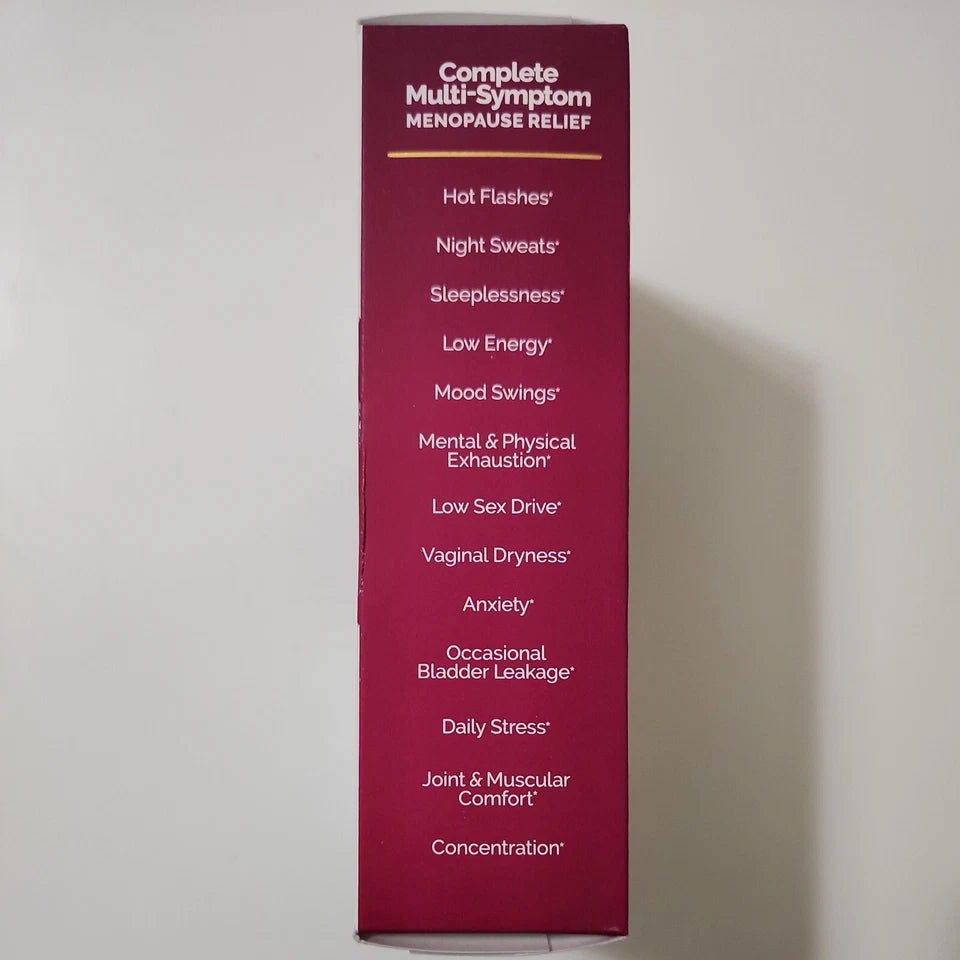 Complete
Multi-Symptom
MENOPAUSE RELIEF
Hot Flashes*
Night Sweats*
Sleeplessness*
Low Energy*
Mood Swings*
Mental & Physical
Exhaustion*
Low Sex Drive*
Vaginal Dryness*
Anxiety*
Occasional
Bladder Leakage*
Daily Stress*
Joint & Muscular
Comfort*
Concentration*